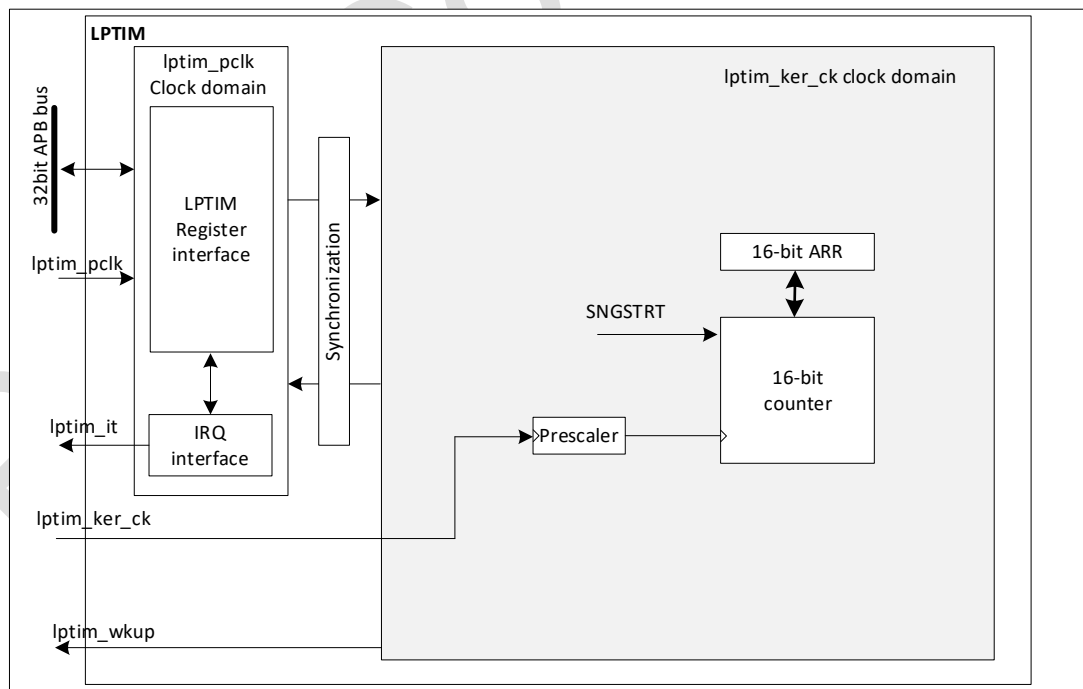 LPTIM
lptim_pclk
Clock domain
lptim_ker_ck clock domain
32bit APB bus
LPTIM
Register
interface
Synchronization
16-bit ARR
lptim_pclk
SNGSTRT
16-bit
counter
lptim_it
IRQ
interface
Prescaler
lptim_ker_ck
lptim_wkup